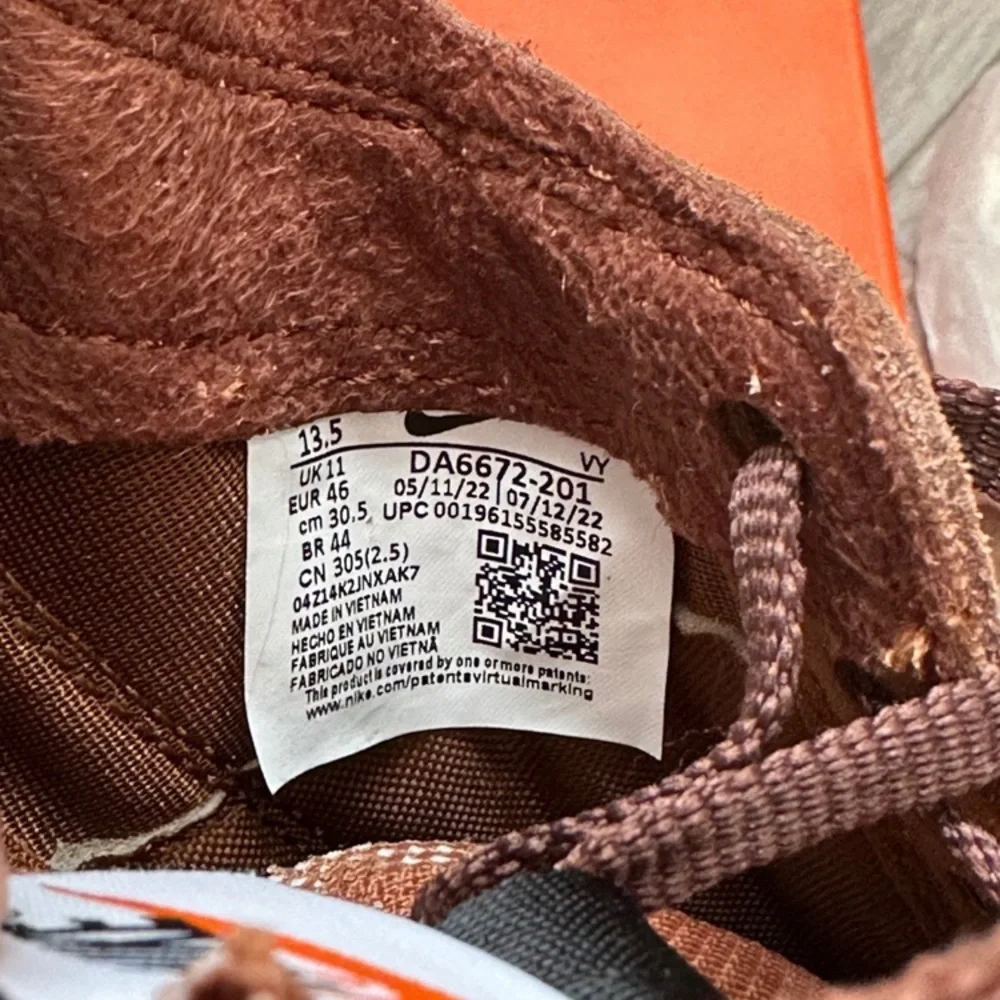 13.5
VY
UK 11
EUR 46
cm 30.5
BR 44
CN 305(2.5)
DA6672-201
05/11/22 | 07/12/22
UPC 00196155585582
04Z14K2JNXAK7
MADE IN VIETNAM
HECHO EN VIETNAM
FABRIQUE AU VIETNAM
FABRICADO NO VIETNÃ
This product is covered by one or more patents:
www.nike.com/patentsvirtualmarking